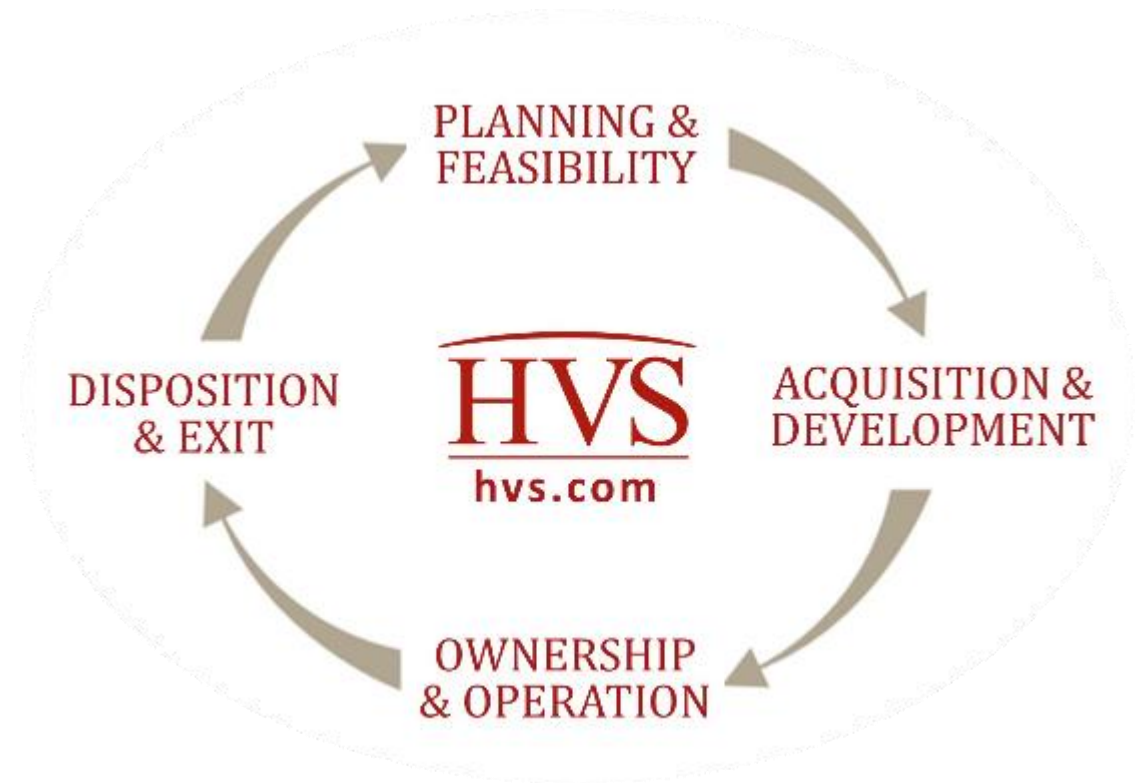 PLANNING &
FEASIBILITY
ACQUISITION &
DEVELOPMENT
OWNERSHIP
& OPERATION
DISPOSITION
& EXIT
HVS
hvs.com